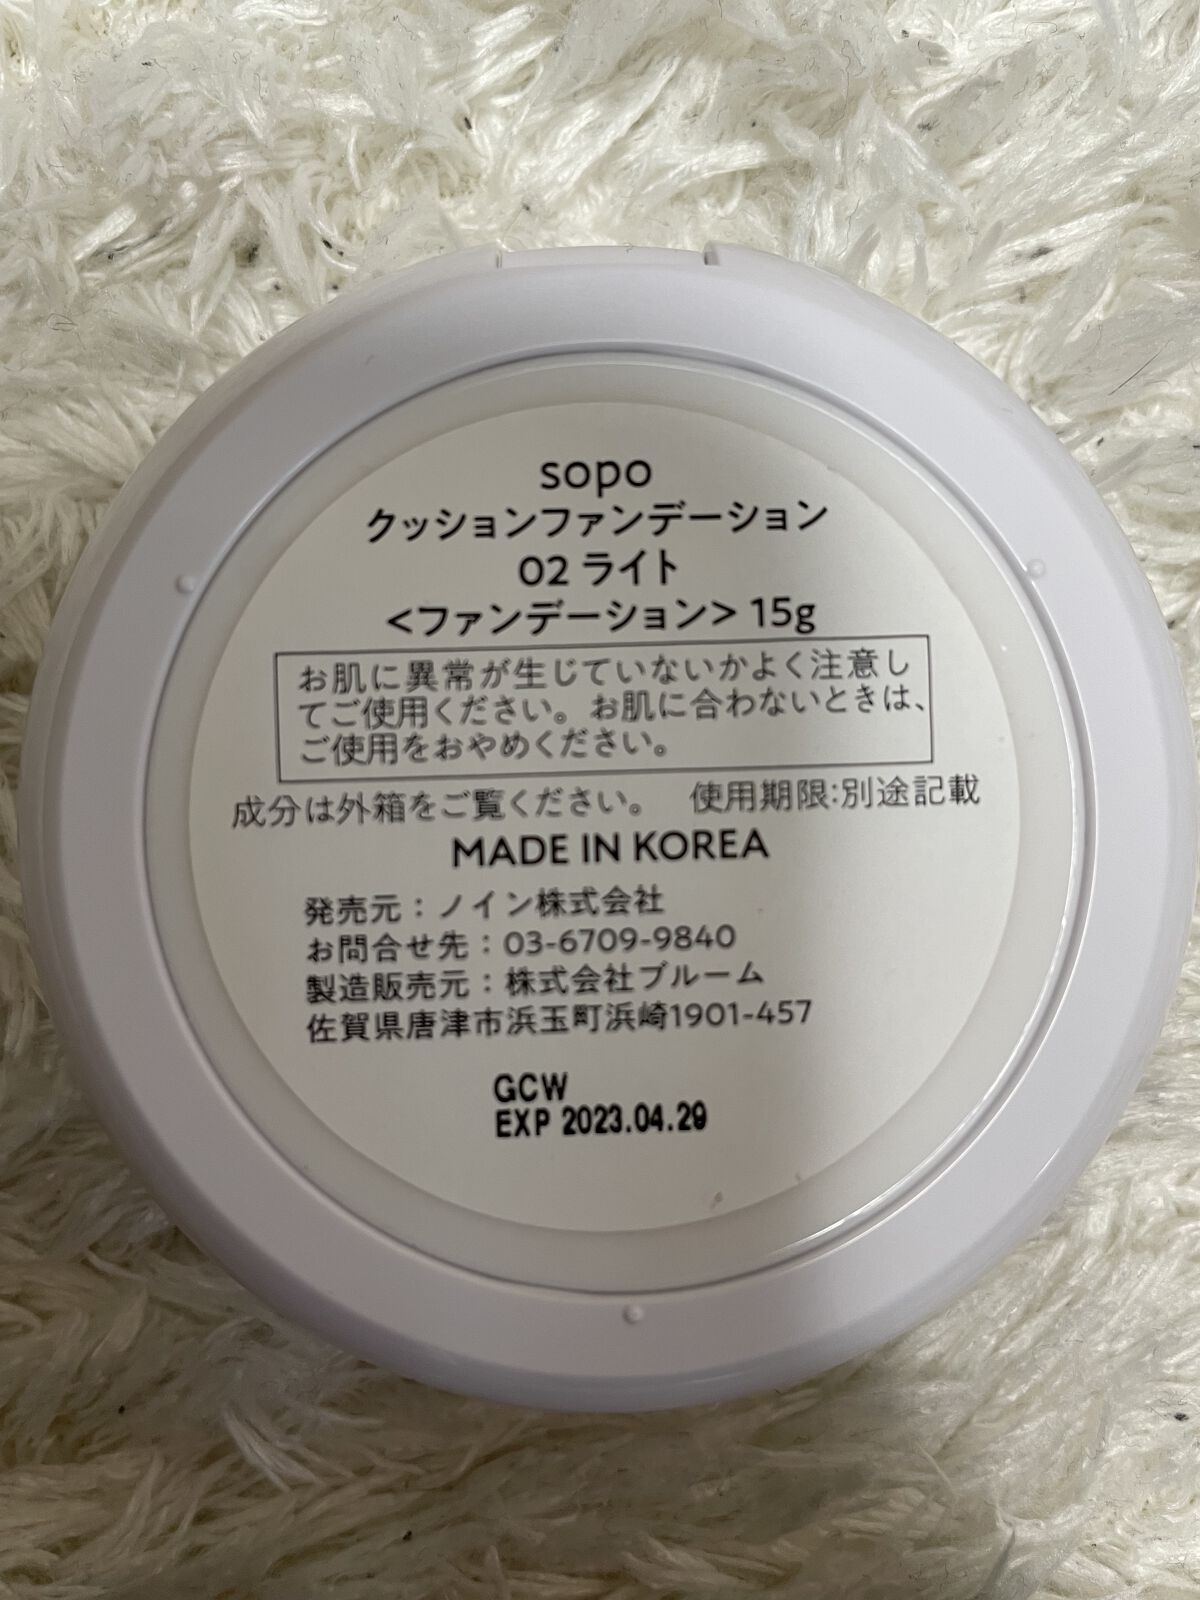 sopo
クッションファンデーション
02 ライト
<ファンデーション> 15g
お肌に異常が生じていないかよく注意し
てご使用ください。お肌に合わないときは、
ご使用をおやめください。
成分は外箱をご覧ください。 使用期限:別途記載
MADE IN KOREA
発売元：ノイン株式会社
お問合せ先：03-6709-9840
製造販売元：株式会社ブルーム
佐賀県唐津市浜玉町浜崎1901-457
GCW
EXP 2023.04.29